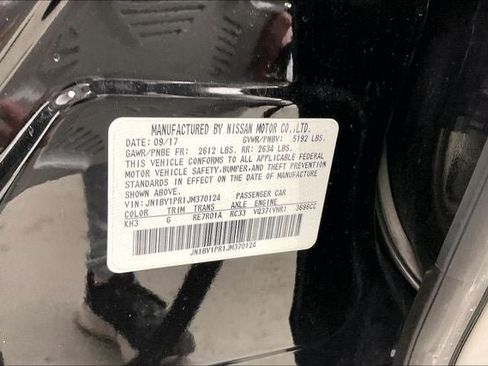 MANUFACTURED BY NISSAN MOTOR CO.,LTD.
DATE: 09/17 GVWR/PNBV: 5192 LBS.
GAWR/PNBE FR: 2612 LBS. RR: 2634 LBS.
THIS VEHICLE CONFORMS TO ALL APPLICABLE FEDERAL
MOTOR VEHICLE SAFETY, BUMPER, AND THEFT PREVENTION
STANDARDS IN EFFECT ON THE DATE OF MANUFACTURE
SHOWN ABOVE.
VIN: JN1BY1PR1JM370124 PASSENGER CAR
COLOR TRIM TRANS AXLE ENGINE
KH3 G RE7R01A RC33 VQ37(VHR) 3696CC
JN1BY1PR1JM370124